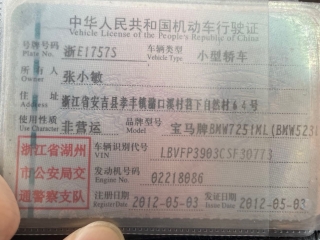 中华人民共和国机动车行驶证
Vehicle License of the People's Republic of China
号牌号码 浙E1757S 车辆类型 小型轿车
Plate No. Vehicle Type
所有人 张小敏
Owner
住址 浙江省安吉县孝丰镇 下自然村64号
Address
使用性质 非营运 品牌型号 宝马牌BMW7251ML(BMW523L
Use Character Model
浙江省湖州
市公安局交
通警察支队
车辆识别代号 LBVFP3903CSF30773
VIN
发动机号码 02218086
Engine No.
注册日期 2012-05-03 发证日期 2012-05-03
Register Date Issue Date